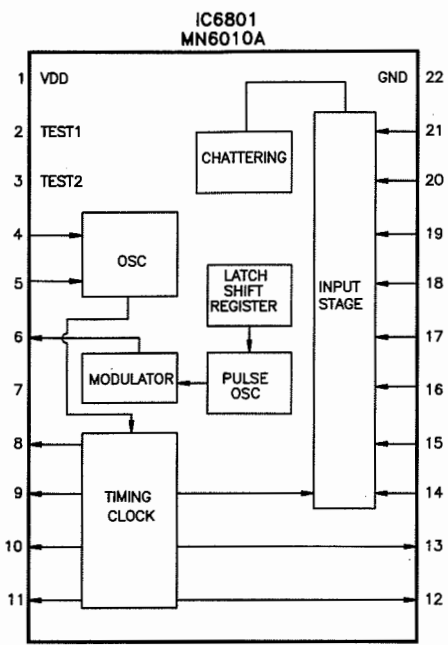 IC6801
MN6010A
1 VDD GND 22
2 TEST1 21
CHATTERING
3 TEST2 20
4 19
OSC
5 18
LATCH
SHIFT
REGISTER
INPUT
STAGE
6 17
MODULATOR
PULSE
OSC
7 16
8 15
9 14
TIMING
CLOCK
10 13
11 12